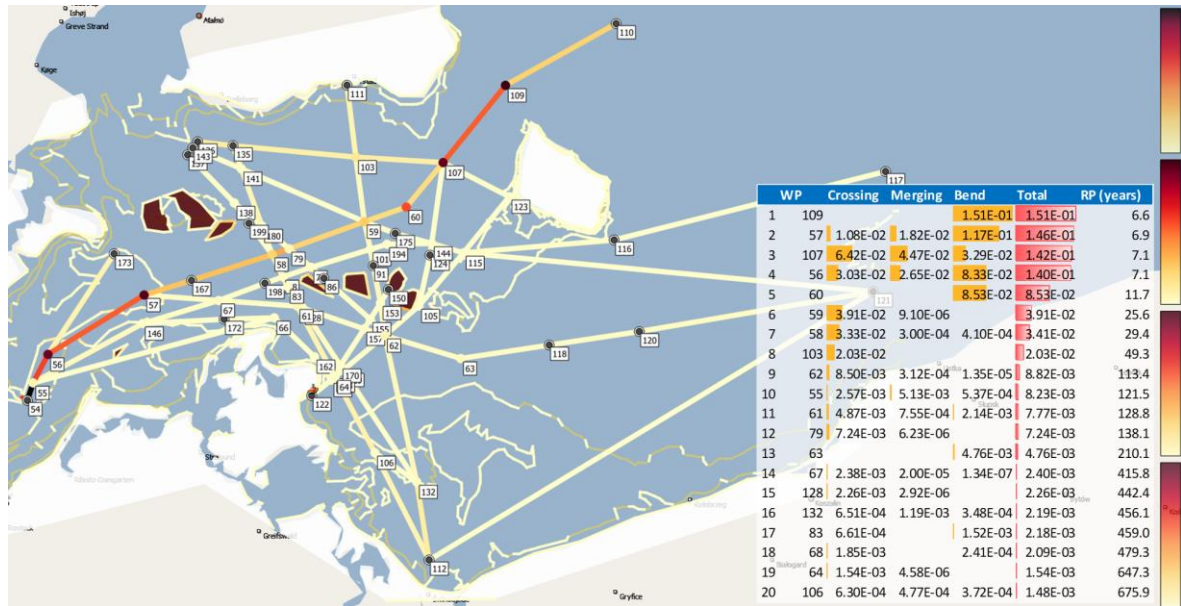 Ishøj
Greve Strand
Malmö
Køge
110
111
109
136
143
137
135
103
107
117
141
123
138
60
199
180
59
175
116
58
79
101
194
144
124
115
173
91
167
198
8
86
83
150
121
57
153
105
67
61
28
146
172
66
155
157
62
120
118
63
56
162
55
170
64
54
122
106
132
112
Ribnitz-Damgarten
Greifswald
Kołobrzeg
Gryfice
Białogard
Słupsk
Bytów
WP Crossing Merging Bend Total RP (years)
1 109 1.51E-01 1.51E-01 6.6
2 57 1.08E-02 1.82E-02 1.17E-01 1.46E-01 6.9
3 107 6.42E-02 4.47E-02 3.29E-02 1.42E-01 7.1
4 56 3.03E-02 2.65E-02 8.33E-02 1.40E-01 7.1
5 60 8.53E-02 8.53E-02 11.7
6 59 3.91E-02 9.10E-06 3.91E-02 25.6
7 58 3.33E-02 3.00E-04 4.10E-04 3.41E-02 29.4
8 103 2.03E-02 2.03E-02 49.3
9 62 8.50E-03 3.12E-04 1.35E-05 8.82E-03 113.4
10 55 2.57E-03 5.13E-03 5.37E-04 8.23E-03 121.5
11 61 4.87E-03 7.55E-04 2.14E-03 7.77E-03 128.8
12 79 7.24E-03 6.23E-06 7.24E-03 138.1
13 63 4.76E-03 4.76E-03 210.1
14 67 2.38E-03 2.00E-05 1.34E-07 2.40E-03 415.8
15 128 2.26E-03 2.92E-06 2.26E-03 442.4
16 132 6.51E-04 1.19E-03 3.48E-04 2.19E-03 456.1
17 83 6.61E-04 1.52E-03 2.18E-03 459.0
18 68 1.85E-03 2.41E-04 2.09E-03 479.3
19 64 1.54E-03 4.58E-06 1.54E-03 647.3
20 106 6.30E-04 4.77E-04 3.72E-04 1.48E-03 675.9